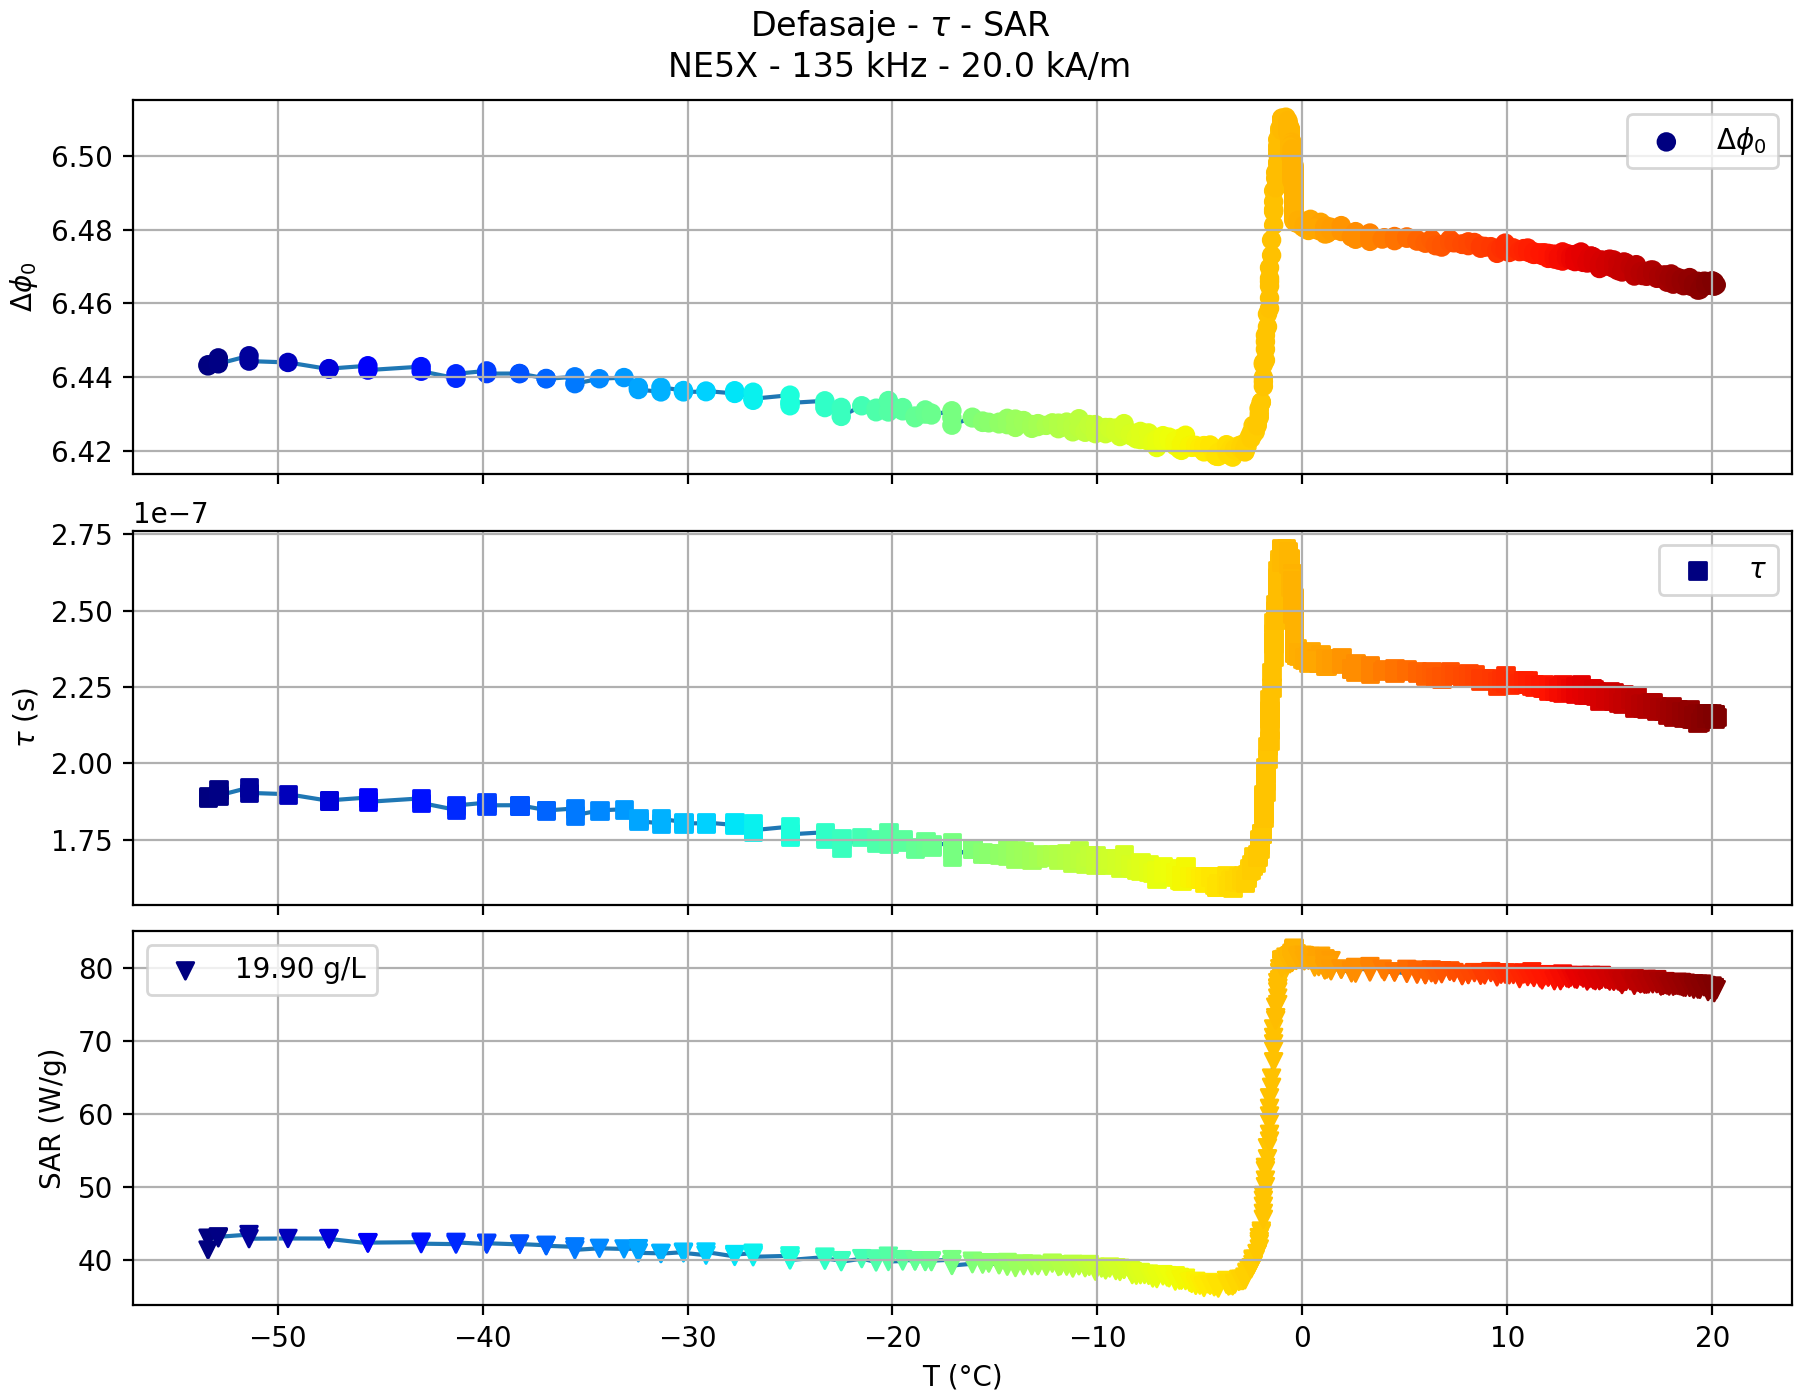 Defasaje - τ - SAR
NE5X - 135 kHz - 20.0 kA/m
Δϕ₀
6.50
6.48
6.46
6.44
6.42
Δϕ₀
1e−7
2.75
2.50
2.25
2.00
1.75
τ (s)
τ
80
70
60
50
40
SAR (W/g)
19.90 g/L
−50 −40 −30 −20 −10 0 10 20
T (°C)